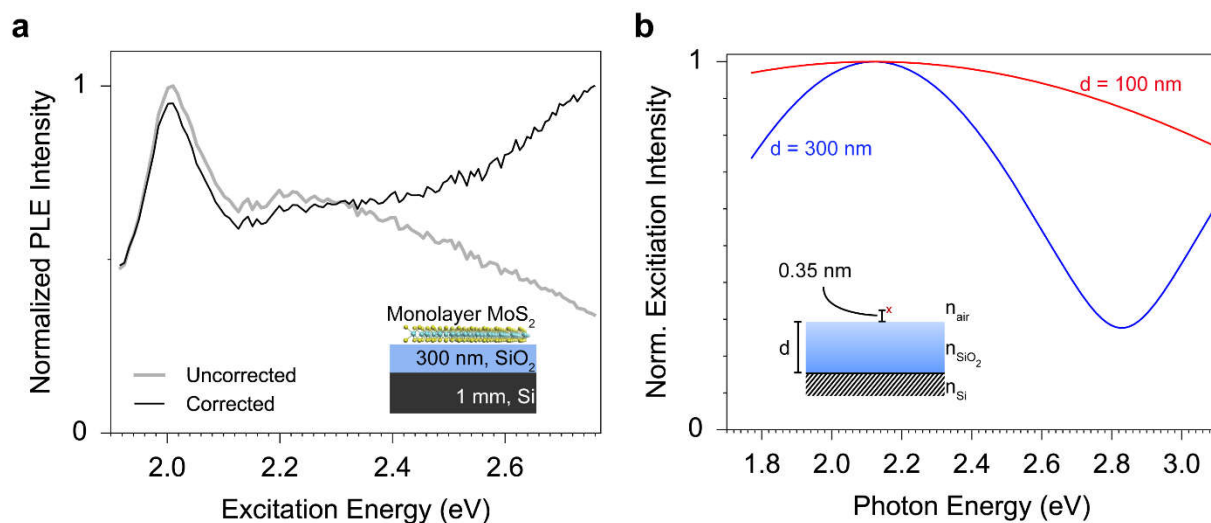 a
Normalized PLE Intensity
1
0
2.0
2.2
2.4
2.6
Excitation Energy (eV)
Uncorrected
Corrected
Monolayer MoS2
300 nm, SiO2
1 mm, Si
b
Norm. Excitiation Intensity
1
0
1.8
2.0
2.2
2.4
2.6
2.8
3.0
Photon Energy (eV)
d = 100 nm
d = 300 nm
0.35 nm
x
d
nair
nSiO2
nSi